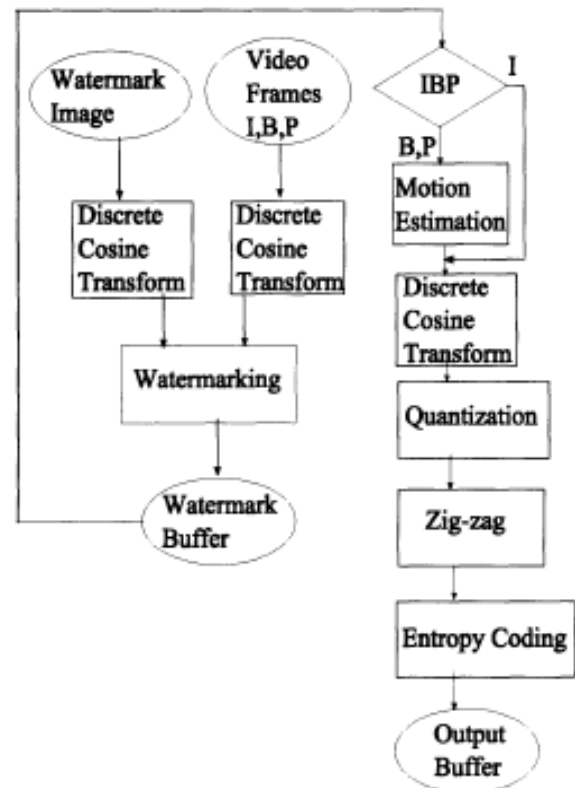 Watermark
Image
Video
Frames
I,B,P
Discrete
Cosine
Transform
Discrete
Cosine
Transform
Watermarking
Watermark
Buffer
IBP
I
B,P
Motion
Estimation
Discrete
Cosine
Transform
Quantization
Zig-zag
Entropy Coding
Output
Buffer